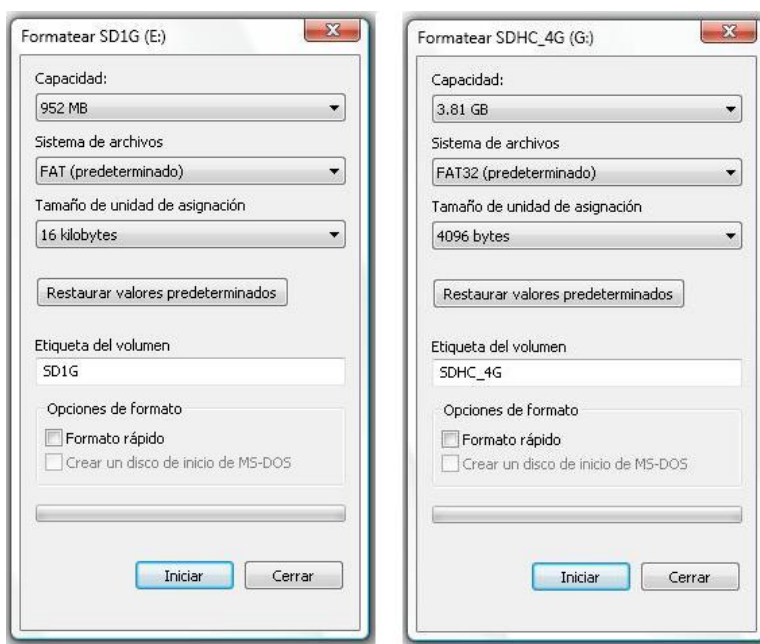 Formatear SD1G (E:)
Capacidad:
952 MB
Sistema de archivos
FAT (predeterminado)
Tamaño de unidad de asignación
16 kilobytes
Restaurar valores predeterminados
Etiqueta del volumen
SD1G
Opciones de formato
Formato rápido
Crear un disco de inicio de MS-DOS
Iniciar
Cerrar
Formatear SDHC_4G (G:)
Capacidad:
3.81 GB
Sistema de archivos
FAT32 (predeterminado)
Tamaño de unidad de asignación
4096 bytes
Restaurar valores predeterminados
Etiqueta del volumen
SDHC_4G
Opciones de formato
Formato rápido
Crear un disco de inicio de MS-DOS
Iniciar
Cerrar